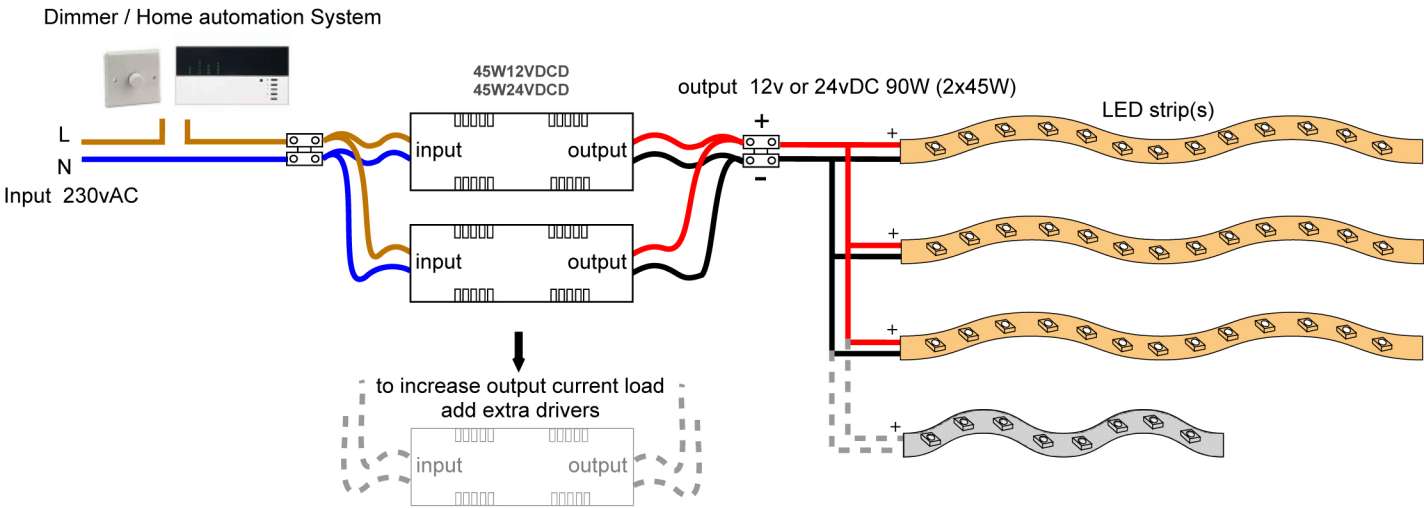 Dimmer / Home automation System
45W12VDCD
45W24VDCD
output 12v or 24vDC 90W (2x45W)
LED strip(s)
L
N
Input 230vAC
input
output
+
-
+
input
output
+
+
to increase output current load
add extra drivers
input
output
+